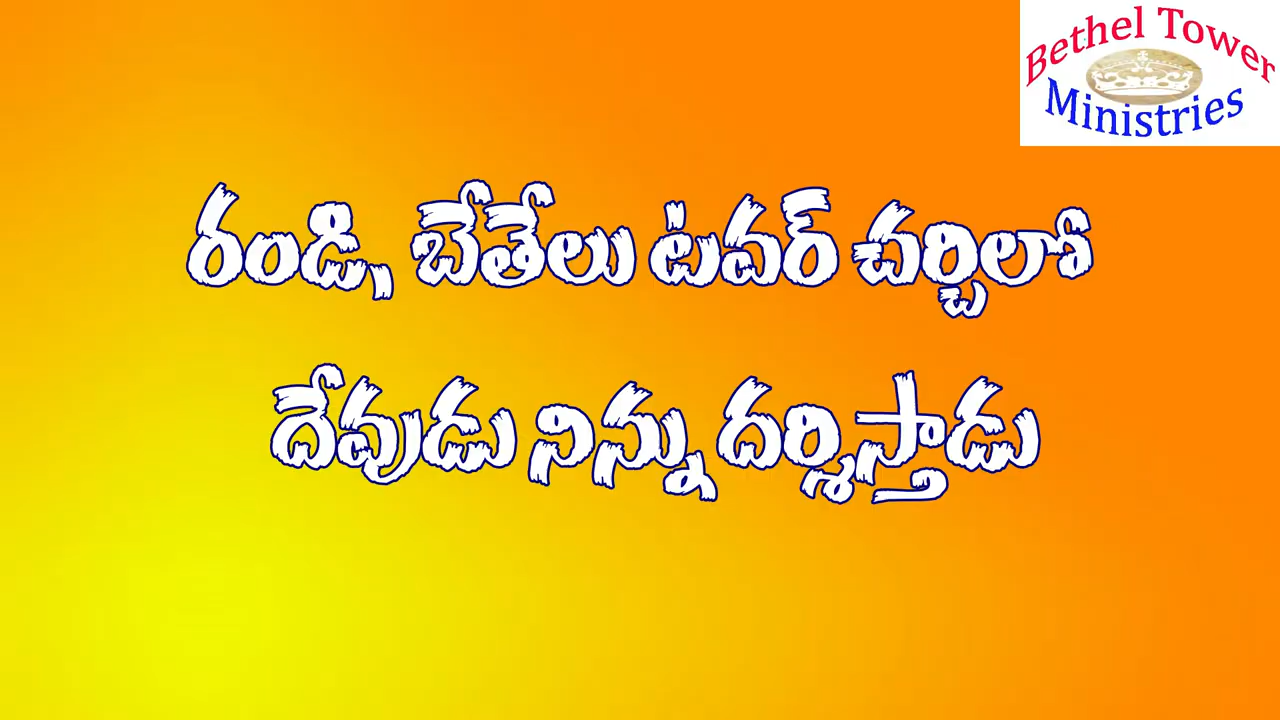 Bethel Tower
Ministries
రండి, బేతేలు టవర్ చర్చిలో
దేవుడు నిన్ను దర్శిస్తాడు